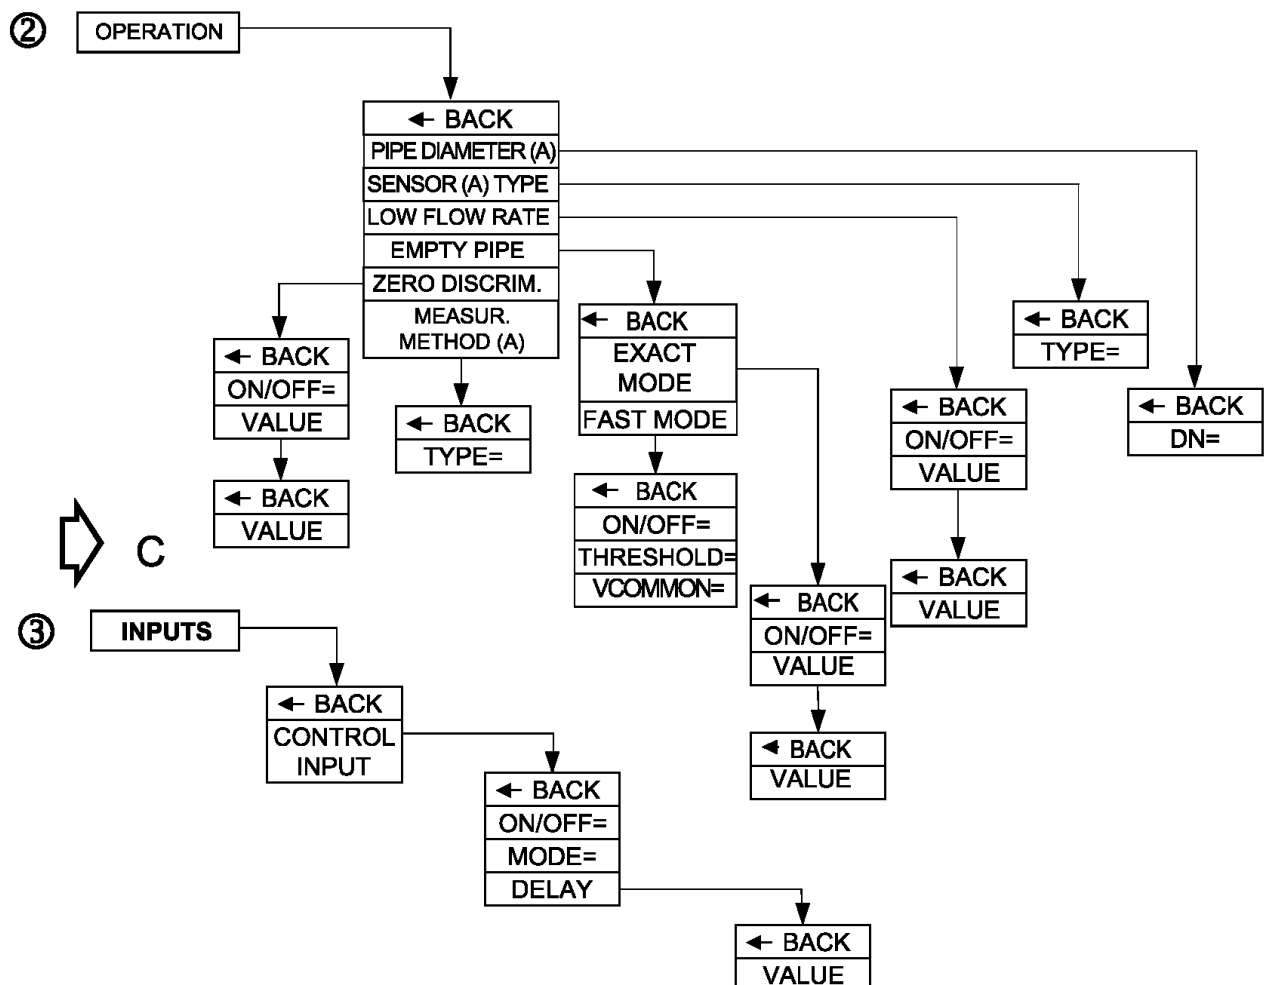 ② OPERATION
← BACK
PIPE DIAMETER (A)
SENSOR (A) TYPE
LOW FLOW RATE
EMPTY PIPE
ZERO DISCRIM.
MEASUR.
METHOD (A)
← BACK
ON/OFF=
VALUE
← BACK
VALUE
← BACK
TYPE=
← BACK
EXACT
MODE
FAST MODE
← BACK
ON/OFF=
THRESHOLD=
VCOMMON=
← BACK
ON/OFF=
VALUE
← BACK
VALUE
← BACK
ON/OFF=
VALUE
← BACK
VALUE
← BACK
TYPE=
← BACK
DN=
C
③ INPUTS
← BACK
CONTROL
INPUT
← BACK
ON/OFF=
MODE=
DELAY
← BACK
VALUE